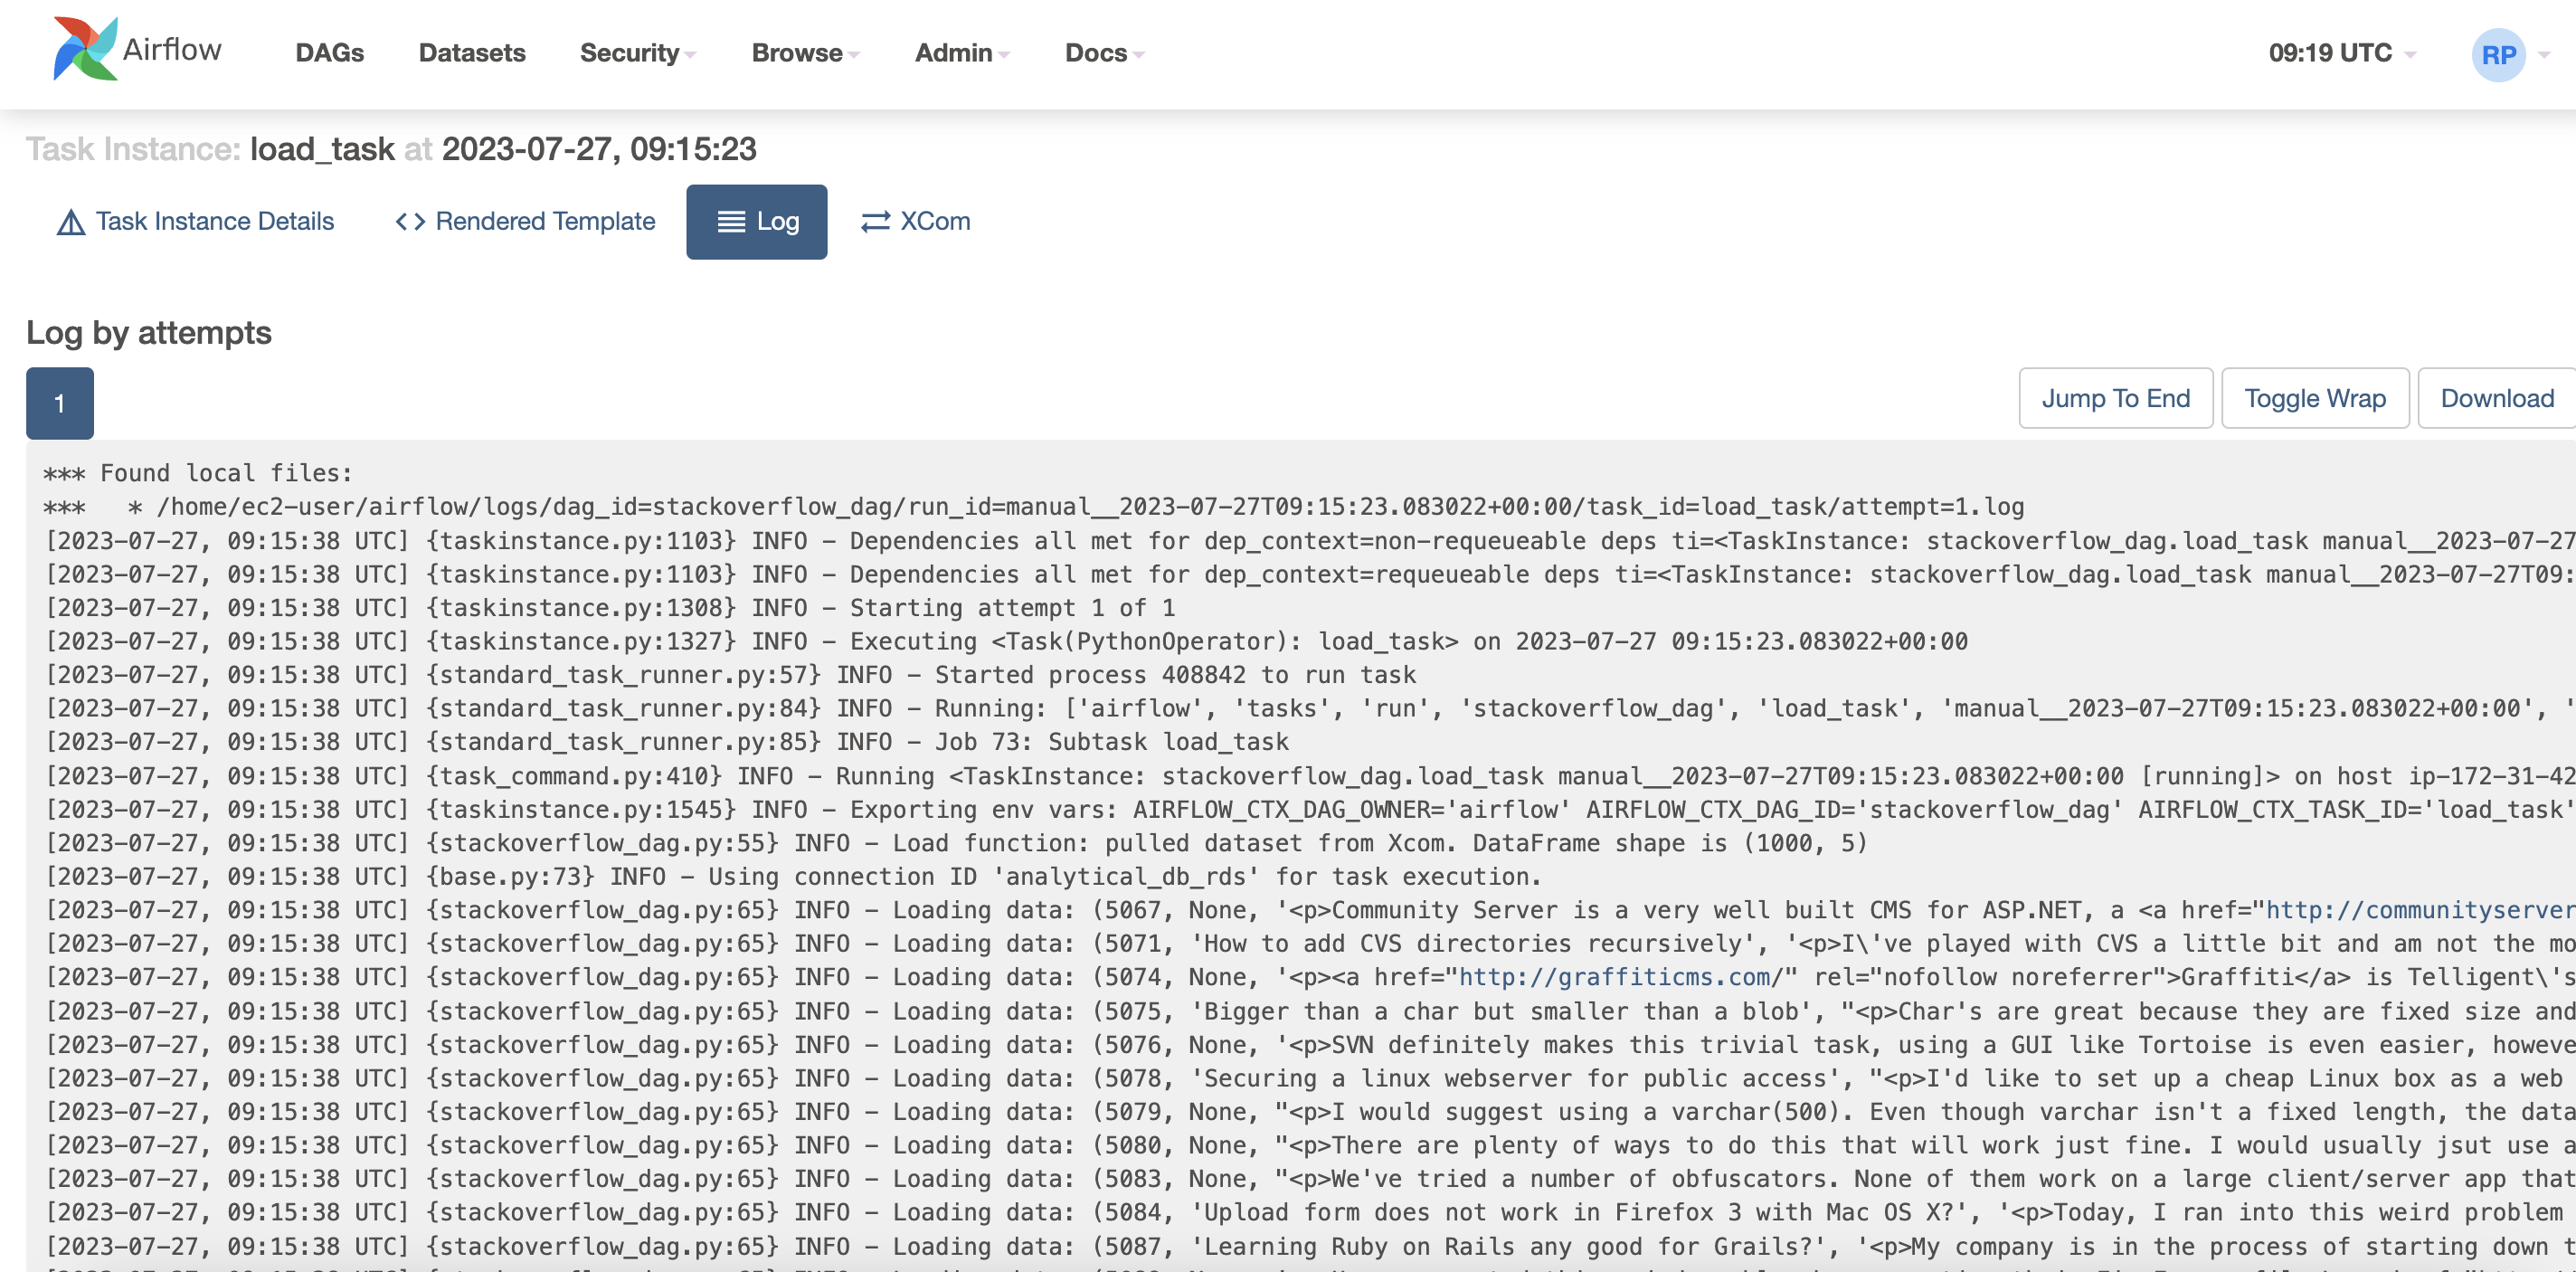 Airflow DAGs Datasets Security Browse Admin Docs 09:19 UTC RP
Task Instance: load_task at 2023-07-27, 09:15:23
Task Instance Details Rendered Template Log XCom
Log by attempts
1 Jump To End Toggle Wrap Download
*** Found local files:
***   * /home/ec2-user/airflow/logs/dag_id=stackoverflow_dag/run_id=manual__2023-07-27T09:15:23.083022+00:00/task_id=load_task/attempt=1.log
[2023-07-27, 09:15:38 UTC] {taskinstance.py:1103} INFO - Dependencies all met for dep_context=non-requeueable deps ti=<TaskInstance: stackoverflow_dag.load_task manual__2023-07-27
[2023-07-27, 09:15:38 UTC] {taskinstance.py:1103} INFO - Dependencies all met for dep_context=requeueable deps ti=<TaskInstance: stackoverflow_dag.load_task manual__2023-07-27T09:
[2023-07-27, 09:15:38 UTC] {taskinstance.py:1308} INFO - Starting attempt 1 of 1
[2023-07-27, 09:15:38 UTC] {taskinstance.py:1327} INFO - Executing <Task(PythonOperator): load_task> on 2023-07-27 09:15:23.083022+00:00
[2023-07-27, 09:15:38 UTC] {standard_task_runner.py:57} INFO - Started process 408842 to run task
[2023-07-27, 09:15:38 UTC] {standard_task_runner.py:84} INFO - Running: ['airflow', 'tasks', 'run', 'stackoverflow_dag', 'load_task', 'manual__2023-07-27T09:15:23.083022+00:00', '
[2023-07-27, 09:15:38 UTC] {standard_task_runner.py:85} INFO - Job 73: Subtask load_task
[2023-07-27, 09:15:38 UTC] {task_command.py:410} INFO - Running <TaskInstance: stackoverflow_dag.load_task manual__2023-07-27T09:15:23.083022+00:00 [running]> on host ip-172-31-42
[2023-07-27, 09:15:38 UTC] {taskinstance.py:1545} INFO - Exporting env vars: AIRFLOW_CTX_DAG_OWNER='airflow' AIRFLOW_CTX_DAG_ID='stackoverflow_dag' AIRFLOW_CTX_TASK_ID='load_task'
[2023-07-27, 09:15:38 UTC] {stackoverflow_dag.py:55} INFO - Load function: pulled dataset from Xcom. DataFrame shape is (1000, 5)
[2023-07-27, 09:15:38 UTC] {base.py:73} INFO - Using connection ID 'analytical_db_rds' for task execution.
[2023-07-27, 09:15:38 UTC] {stackoverflow_dag.py:65} INFO - Loading data: (5067, None, '<p>Community Server is a very well built CMS for ASP.NET, a <a href="http://communityserver
[2023-07-27, 09:15:38 UTC] {stackoverflow_dag.py:65} INFO - Loading data: (5071, 'How to add CVS directories recursively', '<p>I\'ve played with CVS a little bit and am not the mo
[2023-07-27, 09:15:38 UTC] {stackoverflow_dag.py:65} INFO - Loading data: (5074, None, '<p><a href="http://graffiticms.com/" rel="nofollow noreferrer">Graffiti</a> is Telligent\'s
[2023-07-27, 09:15:38 UTC] {stackoverflow_dag.py:65} INFO - Loading data: (5075, 'Bigger than a char but smaller than a blob', "<p>Char's are great because they are fixed size and
[2023-07-27, 09:15:38 UTC] {stackoverflow_dag.py:65} INFO - Loading data: (5076, None, '<p>SVN definitely makes this trivial task, using a GUI like Tortoise is even easier, howeve
[2023-07-27, 09:15:38 UTC] {stackoverflow_dag.py:65} INFO - Loading data: (5078, 'Securing a linux webserver for public access', "<p>I'd like to set up a cheap Linux box as a web
[2023-07-27, 09:15:38 UTC] {stackoverflow_dag.py:65} INFO - Loading data: (5079, None, "<p>I would suggest using a varchar(500). Even though varchar isn't a fixed length, the data
[2023-07-27, 09:15:38 UTC] {stackoverflow_dag.py:65} INFO - Loading data: (5080, None, "<p>There are plenty of ways to do this that will work just fine. I would usually jsut use a
[2023-07-27, 09:15:38 UTC] {stackoverflow_dag.py:65} INFO - Loading data: (5083, None, "<p>We've tried a number of obfuscators. None of them work on a large client/server app that
[2023-07-27, 09:15:38 UTC] {stackoverflow_dag.py:65} INFO - Loading data: (5084, 'Upload form does not work in Firefox 3 with Mac OS X?', '<p>Today, I ran into this weird problem
[2023-07-27, 09:15:38 UTC] {stackoverflow_dag.py:65} INFO - Loading data: (5087, 'Learning Ruby on Rails any good for Grails?', '<p>My company is in the process of starting down t